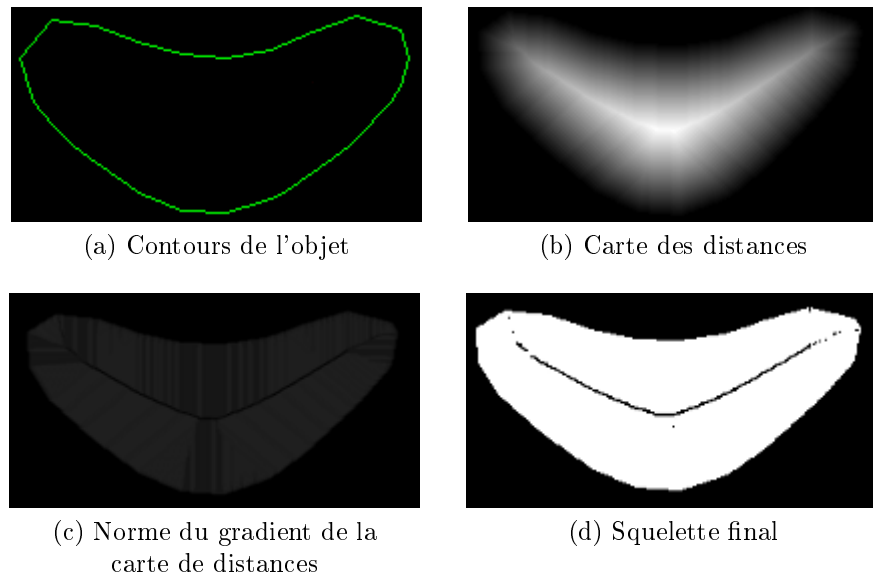 (a) Contours de l'objet
(b) Carte des distances
(c) Norme du gradient de la
carte de distances
(d) Squelette final